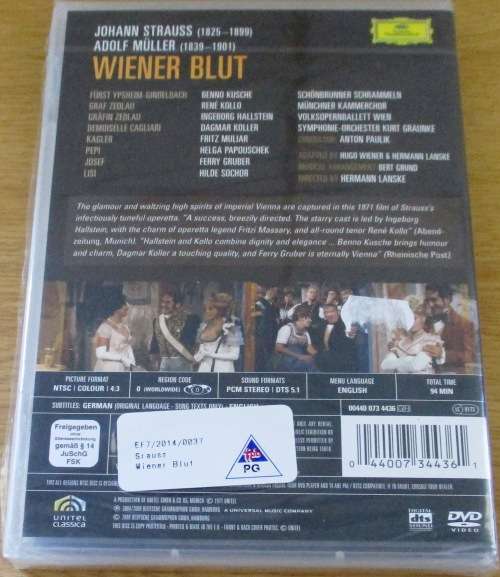 JOHANN STRAUSS (1825-1899)
ADOLF MÜLLER (1839-1901)
WIENER BLUT
FÜRST YPSHEIM-GINDELBACH BENNO KUSCHE
GRAF ZEDLAU RENÉ KOLLO
GRÄFIN ZEDLAU INGEBORG HALLSTEIN
DEMOISELLE CAGLIARI DAGMAR KOLLER
KAGLER FRITZ MULIAR
PEPI HELGA PAPOUSCHEK
JOSEF FERRY GRUBER
LISI HILDE SOCHOR
SCHÖNBRUNNER SCHRAMMELN
MÜNCHNER KAMMERCHOR
VOLKSOPERNBALLETT WIEN
SYMPHONIE-ORCHESTER KURT GRAUNKE
CONDUCTOR: ANTON PAULIK
ADAPTED BY HUGO WIENER & HERMANN LANSKE
MUSICAL ARRANGEMENT BERT GRUND
DIRECTED BY HERMANN LANSKE
The glamour and waltzing high spirits of imperial Vienna are captured in this 1971 film of Strauss's
infectiously tuneful operetta. "A success, breezily directed. The starry cast is led by Ingeborg
Hallstein, with the charm of operetta legend Fritzi Massary, and all-round tenor René Kollo" (Abend-
zeitung, Munich). "Hallstein and Kollo combine dignity and elegance ... Benno Kusche brings humour
and charm, Dagmar Koller a touching quality, and Ferry Gruber is eternally Vienna" (Rheinische Post).
PICTURE FORMAT
NTSC | COLOUR | 4:3
REGION CODE
0 (WORLDWIDE)
SOUND FORMATS
PCM STEREO | DTS 5.1
MENU LANGUAGE
ENGLISH
TOTAL TIME
94 MIN
SUBTITLES: GERMAN (ORIGINAL LANGUAGE - SONG TEXTS ONLY)
00440 073 4436
Freigegeben
ohne
Altersbeschränkung
gemäß § 14
JuSchG
FSK
EF7/2014/0037
Srauss
Wiener Blut
PG
0 44007 34436 1
unitel
classica
A UNIVERSAL MUSIC COMPANY
DIGITAL
dts
SOUND
DVD
VIDEO